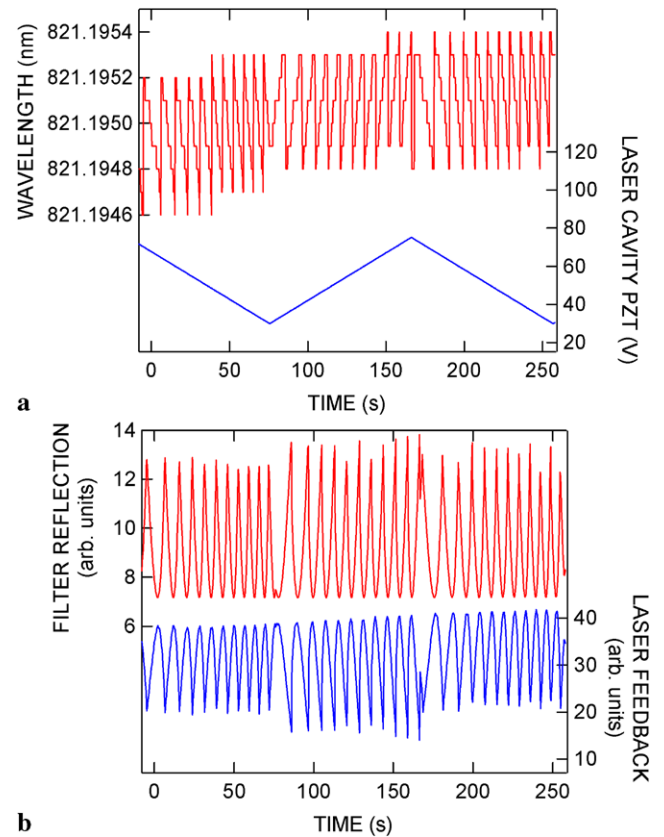 WAVELENGTH (nm)
821.1954
821.1952
821.1950
821.1948
821.1946
120
100
80
60
40
20
LASER CAVITY PZT (V)
0 50 100 150 200 250
TIME (s)
a
FILTER REFLECTION
(arb. units)
14
12
10
8
6
40
30
20
10
LASER FEEDBACK
(arb. units)
0 50 100 150 200 250
TIME (s)
b